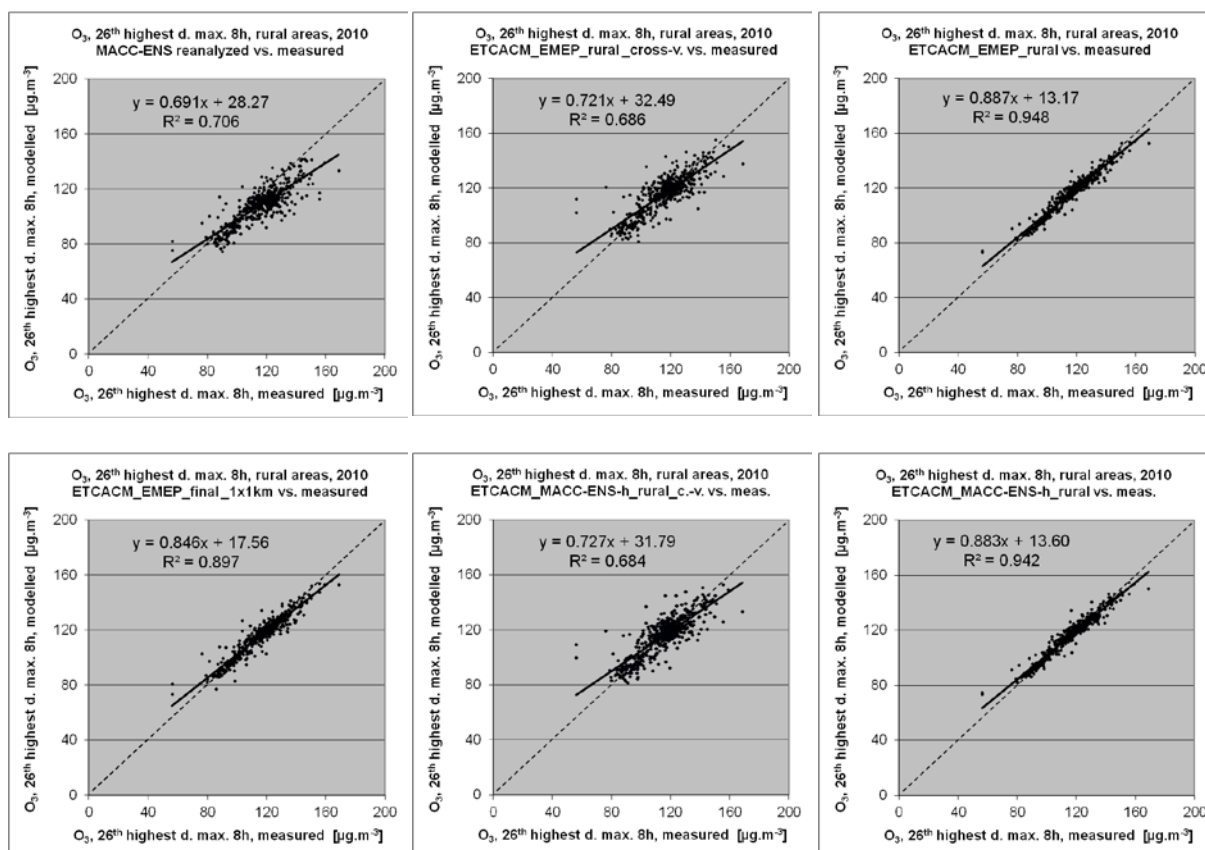 O₃, 26th highest d. max. 8h, rural areas, 2010
MACC-ENS reanalyzed vs. measured
y = 0.691x + 28.27
R² = 0.706
200
160
120
80
40
0
0 40 80 120 160 200
O₃, 26th highest d. max. 8h, modelled [µg.m-3]
O₃, 26th highest d. max. 8h, measured [µg.m-3]
O₃, 26th highest d. max. 8h, rural areas, 2010
ETCACM_EMEP_rural_cross-v. vs. measured
y = 0.721x + 32.49
R² = 0.686
200
160
120
80
40
0
0 40 80 120 160 200
O₃, 26th highest d. max. 8h, modelled [µg.m-3]
O₃, 26th highest d. max. 8h, measured [µg.m-3]
O₃, 26th highest d. max. 8h, rural areas, 2010
ETCACM_EMEP_rural vs. measured
y = 0.887x + 13.17
R² = 0.948
200
160
120
80
40
0
0 40 80 120 160 200
O₃, 26th highest d. max. 8h, modelled [µg.m-3]
O₃, 26th highest d. max. 8h, measured [µg.m-3]
O₃, 26th highest d. max. 8h, rural areas, 2010
ETCACM_EMEP_final_1x1km vs. measured
y = 0.846x + 17.56
R² = 0.897
200
160
120
80
40
0
0 40 80 120 160 200
O₃, 26th highest d. max. 8h, modelled [µg.m-3]
O₃, 26th highest d. max. 8h, measured [µg.m-3]
O₃, 26th highest d. max. 8h, rural areas, 2010
ETCACM_MACC-ENS-h_rural_c.-v. vs. meas.
y = 0.727x + 31.79
R² = 0.684
200
160
120
80
40
0
0 40 80 120 160 200
O₃, 26th highest d. max. 8h, modelled [µg.m-3]
O₃, 26th highest d. max. 8h, measured [µg.m-3]
O₃, 26th highest d. max. 8h, rural areas, 2010
ETCACM_MACC-ENS-h_rural vs. meas.
y = 0.883x + 13.60
R² = 0.942
200
160
120
80
40
0
0 40 80 120 160 200
O₃, 26th highest d. max. 8h, modelled [µg.m-3]
O₃, 26th highest d. max. 8h, measured [µg.m-3]